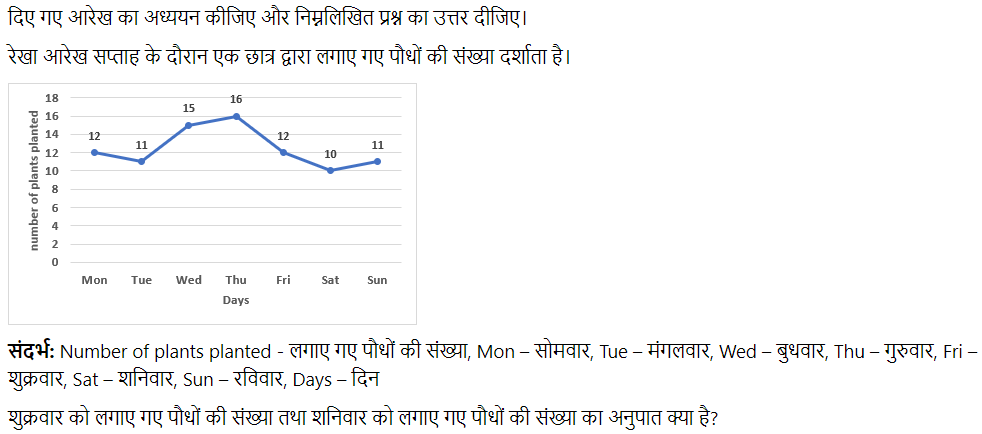 दिए गए आरेख का अध्ययन कीजिए और निम्नलिखित प्रश्न का उत्तर दीजिए।
रेखा आरेख सप्ताह के दौरान एक छात्र द्वारा लगाए गए पौधों की संख्या दर्शाता है।
number of plants planted
18
16
14
12
10
8
6
4
2
0
12
11
15
16
12
10
11
Mon Tue Wed Thu Fri Sat Sun
Days
संदर्भ: Number of plants planted - लगाए गए पौधों की संख्या, Mon – सोमवार, Tue – मंगलवार, Wed – बुधवार, Thu – गुरुवार, Fri –
शुक्रवार, Sat – शनिवार, Sun – रविवार, Days – दिन
शुक्रवार को लगाए गए पौधों की संख्या तथा शनिवार को लगाए गए पौधों की संख्या का अनुपात क्या है?